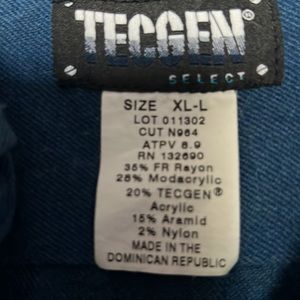 TECGEN
SELECT
SIZE XL-L
LOT 011302
CUT N964
ATPV 8.9
RN 132690
35% FR Rayon
28% Modacrylic
20% TECGEN®
Acrylic
15% Aramid
2% Nylon
MADE IN THE
DOMINICAN REPUBLIC